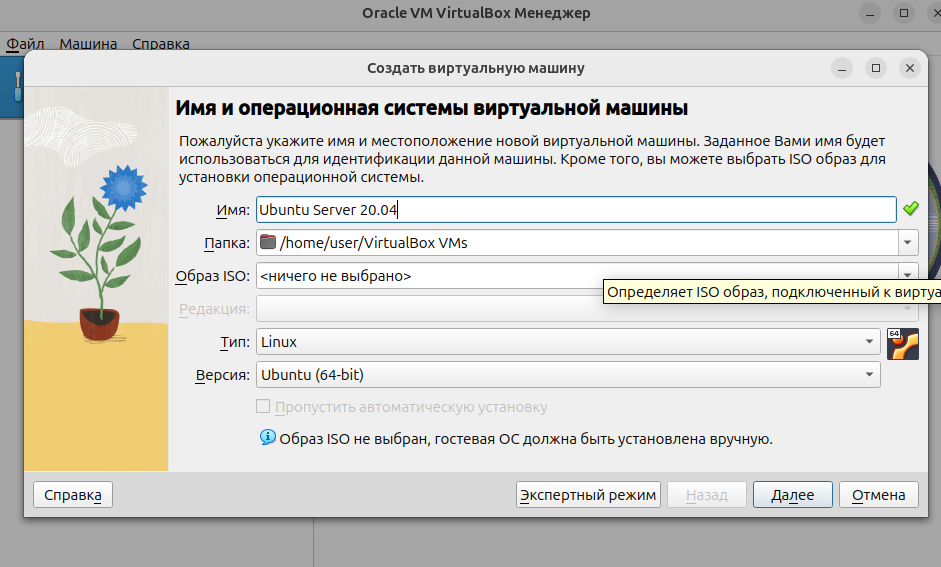 Oracle VM VirtualBox Менеджер
Файл Машина Справка
Создать виртуальную машину
Имя и операционная системы виртуальной машины
Пожалуйста укажите имя и местоположение новой виртуальной машины. Заданное Вами имя будет
использоваться для идентификации данной машины. Кроме того, вы можете выбрать ISO образ для
установки операционной системы.
Имя: Ubuntu Server 20.04
Папка: /home/user/VirtualBox VMs
Образ ISO: <ничего не выбрано>
Определяет ISO образ, подключенный к вирту
Редакция:
Тип: Linux
64
Версия: Ubuntu (64-bit)
Пропустить автоматическую установку
Образ ISO не выбран, гостевая ОС должна быть установлена вручную.
Справка Экспертный режим Назад Далее Отмена